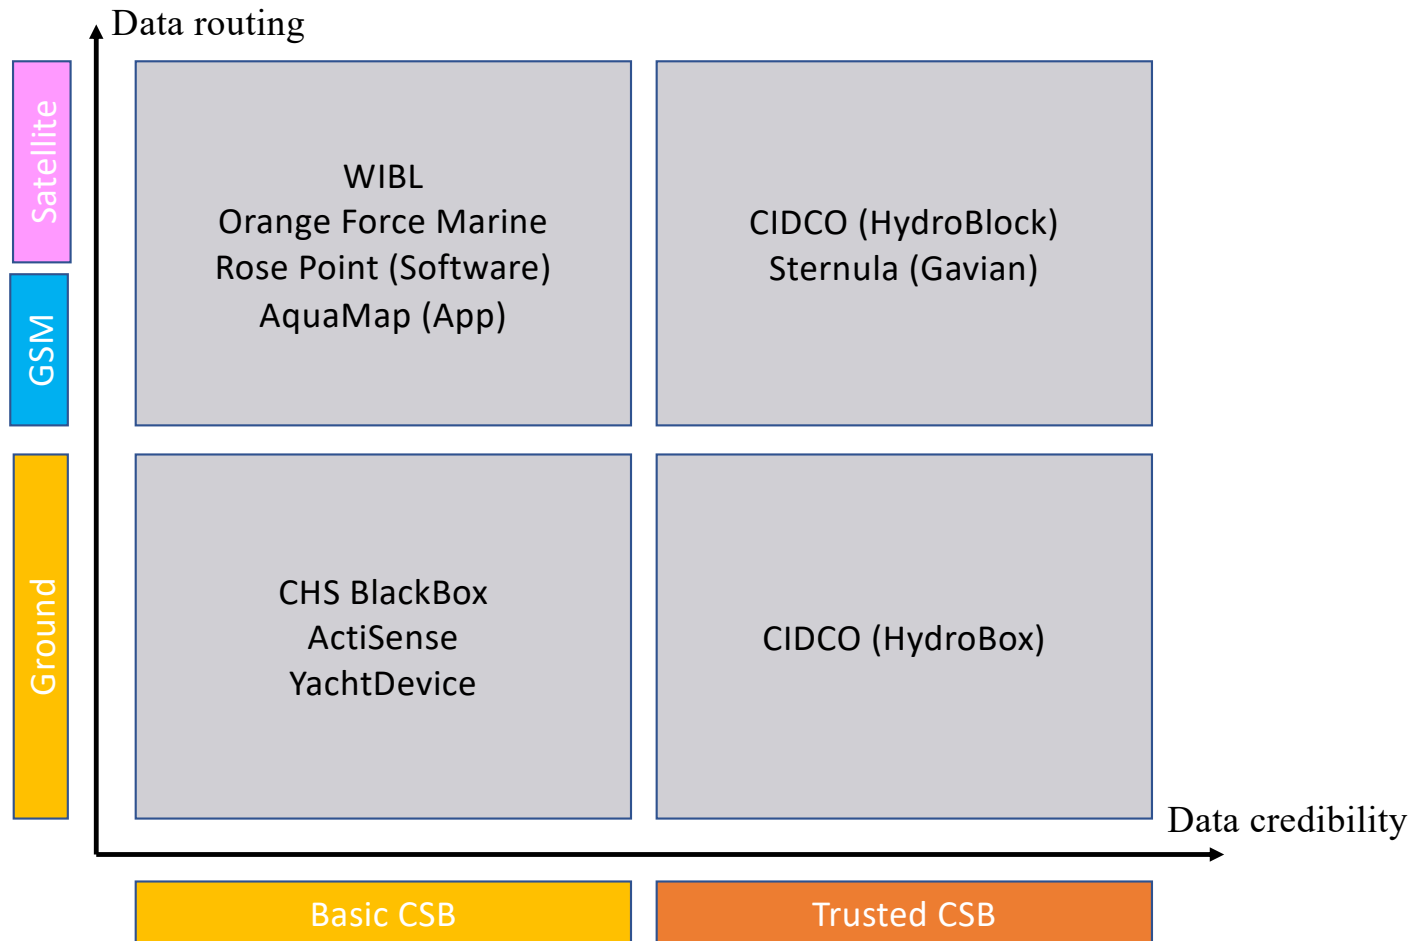 Data routing
Satellite
WIBL
Orange Force Marine
Rose Point (Software)
AquaMap (App)
CIDCO (HydroBlock)
Sternula (Gavian)
GSM
Ground
CHS BlackBox
ActiSense
YachtDevice
CIDCO (HydroBox)
Data credibility
Basic CSB
Trusted CSB